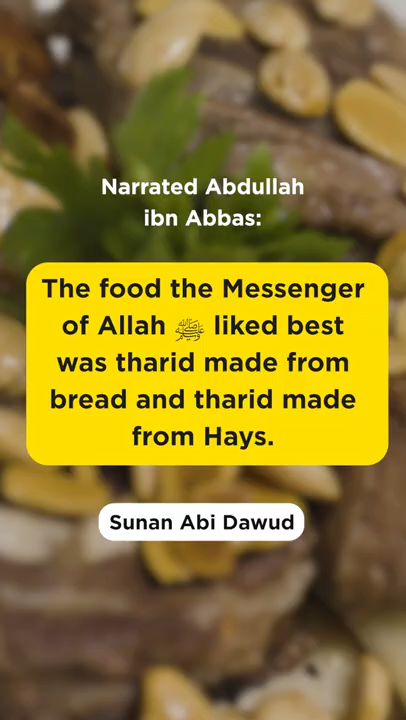 Narrated Abdullah
ibn Abbas:
The food the Messenger
of Allah ﷺ liked best
was tharid made from
bread and tharid made
from Hays.
Sunan Abi Dawud